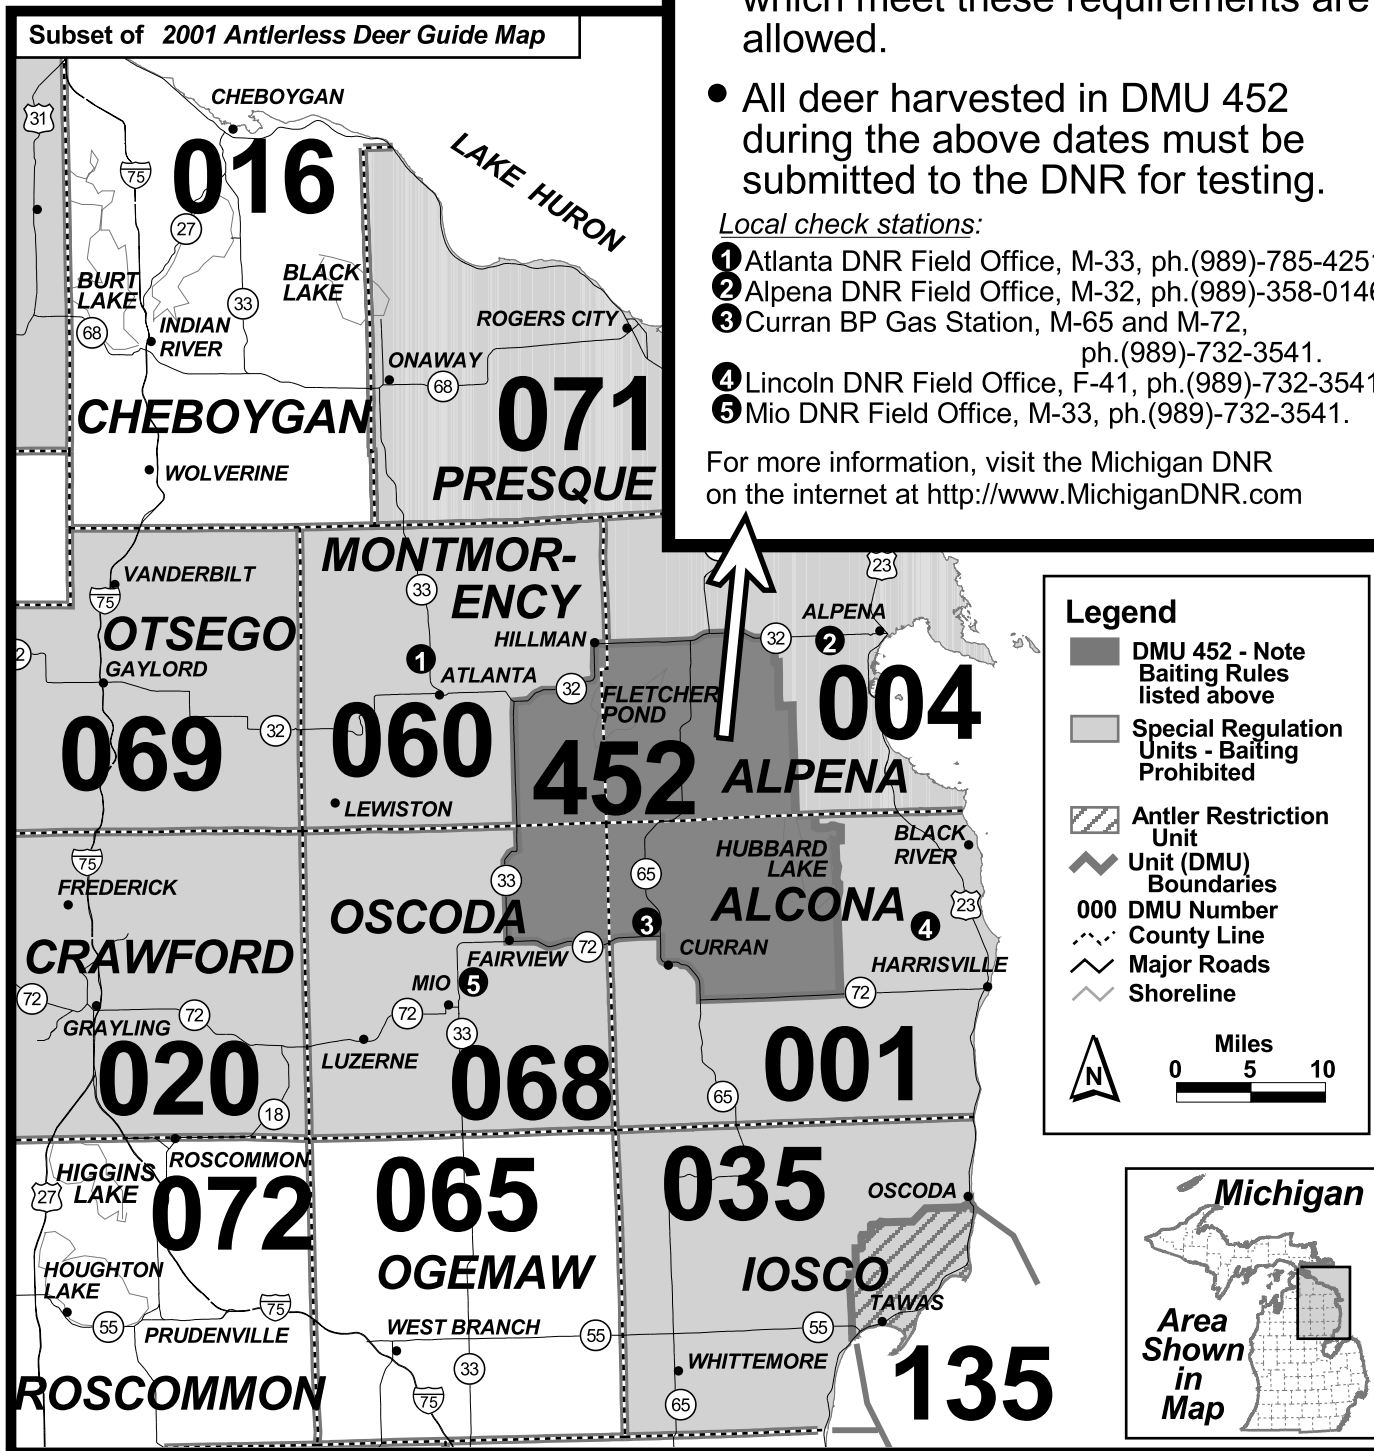 Subset of 2001 Antlerless Deer Guide Map
which meet these requirements are
allowed.
● All deer harvested in DMU 452
during the above dates must be
submitted to the DNR for testing.
Local check stations:
1 Atlanta DNR Field Office, M-33, ph.(989)-785-4251
2 Alpena DNR Field Office, M-32, ph.(989)-358-0146
3 Curran BP Gas Station, M-65 and M-72,
ph.(989)-732-3541.
4 Lincoln DNR Field Office, F-41, ph.(989)-732-3541
5 Mio DNR Field Office, M-33, ph.(989)-732-3541.
For more information, visit the Michigan DNR
on the internet at http://www.MichiganDNR.com
31
CHEBOYGAN
016
75
27
LAKE HURON
BURT
LAKE
BLACK
LAKE
33
68
INDIAN
RIVER
ROGERS CITY
ONAWAY
68
071
CHEBOYGAN
WOLVERINE
PRESQUE
MONTMOR-
ENCY
33
23
VANDERBILT
75
OTSEGO
GAYLORD
2
HILLMAN
1
ATLANTA
32
ALPENA
2
32
FLETCHER
POND
004
069
32
060
452
ALPENA
LEWISTON
75
FREDERICK
33
OSCODA
65
HUBBARD
LAKE
BLACK
RIVER
ALCONA
23
3
4
CRAWFORD
FAIRVIEW
72
CURRAN
HARRISVILLE
MIO
5
72
72
72
GRAYLING
72
33
LUZERNE
020
068
001
18
65
ROSCOMMON
HIGGINS
LAKE
27
072
065
035
OSCODA
OGEMAW
IOSCO
TAWAS
HOUGHTON
LAKE
55
PRUDENVILLE
75
WEST BRANCH
55
55
33
WHITTEMORE
135
ROSCOMMON
75
65
Legend
DMU 452 - Note
Baiting Rules
listed above
Special Regulation
Units - Baiting
Prohibited
Antler Restriction
Unit
Unit (DMU)
Boundaries
000 DMU Number
County Line
Major Roads
Shoreline
N
Miles
0 5 10
Michigan
Area
Shown
in
Map